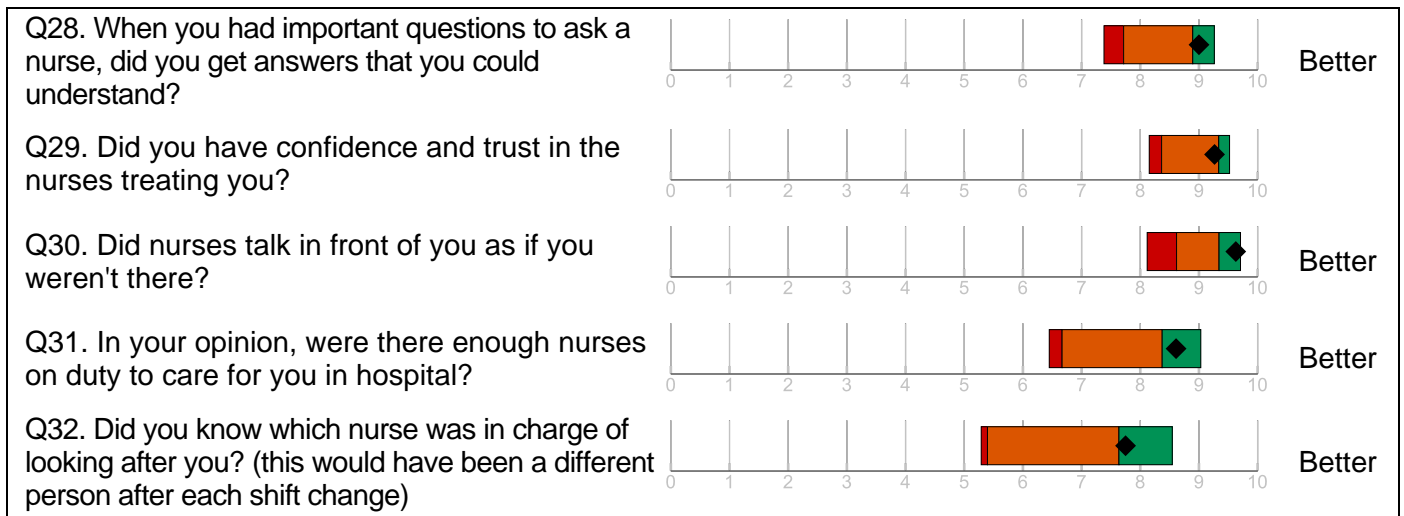 Q28. When you had important questions to ask a
nurse, did you get answers that you could
understand?
0 1 2 3 4 5 6 7 8 9 10
Better
Q29. Did you have confidence and trust in the
nurses treating you?
0 1 2 3 4 5 6 7 8 9 10
Q30. Did nurses talk in front of you as if you
weren't there?
0 1 2 3 4 5 6 7 8 9 10
Better
Q31. In your opinion, were there enough nurses
on duty to care for you in hospital?
0 1 2 3 4 5 6 7 8 9 10
Better
Q32. Did you know which nurse was in charge of
looking after you? (this would have been a different
person after each shift change)
0 1 2 3 4 5 6 7 8 9 10
Better